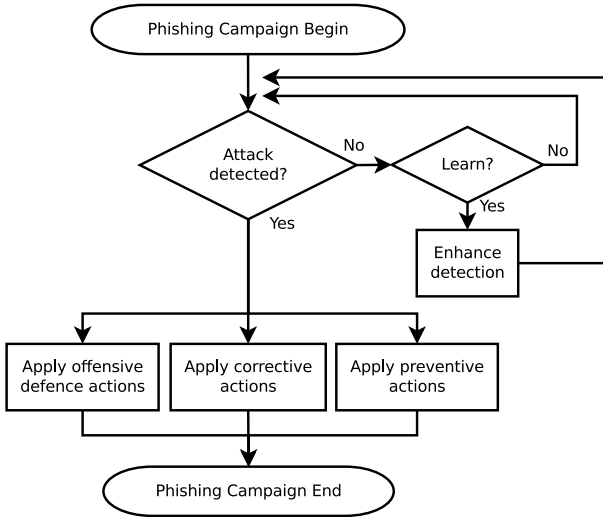 Phishing Campaign Begin
Attack
detected?
No
Learn?
No
Yes
Yes
Enhance
detection
Apply offensive
defence actions
Apply corrective
actions
Apply preventive
actions
Phishing Campaign End